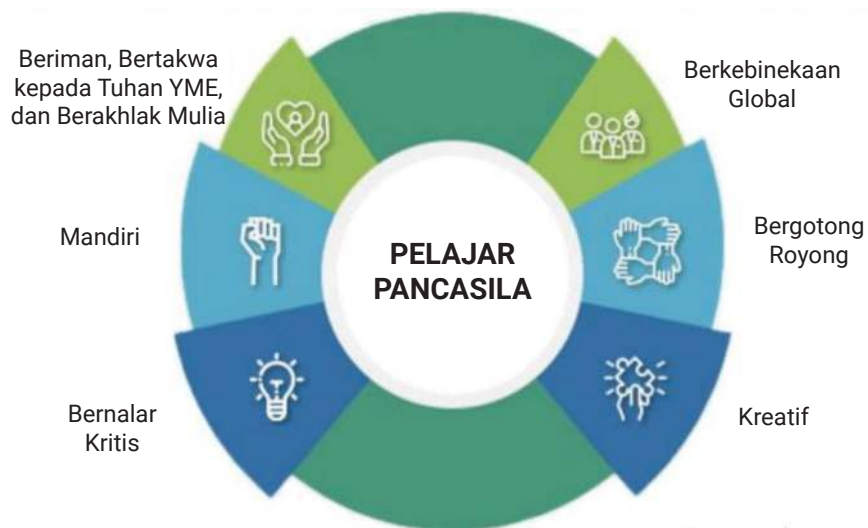 Beriman, Bertakwa
kepada Tuhan YME,
dan Berakhlak Mulia
Berkebinekaan
Global
Mandiri
PELAJAR
PANCASILA
Bergotong
Royong
Bernalar
Kritis
Kreatif